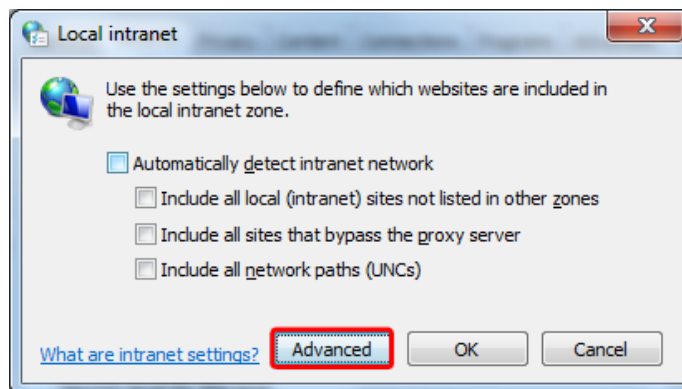 Local intranet
Use the settings below to define which websites are included in
the local intranet zone.
Automatically detect intranet network
Include all local (intranet) sites not listed in other zones
Include all sites that bypass the proxy server
Include all network paths (UNCs)
What are intranet settings?
Advanced
OK
Cancel